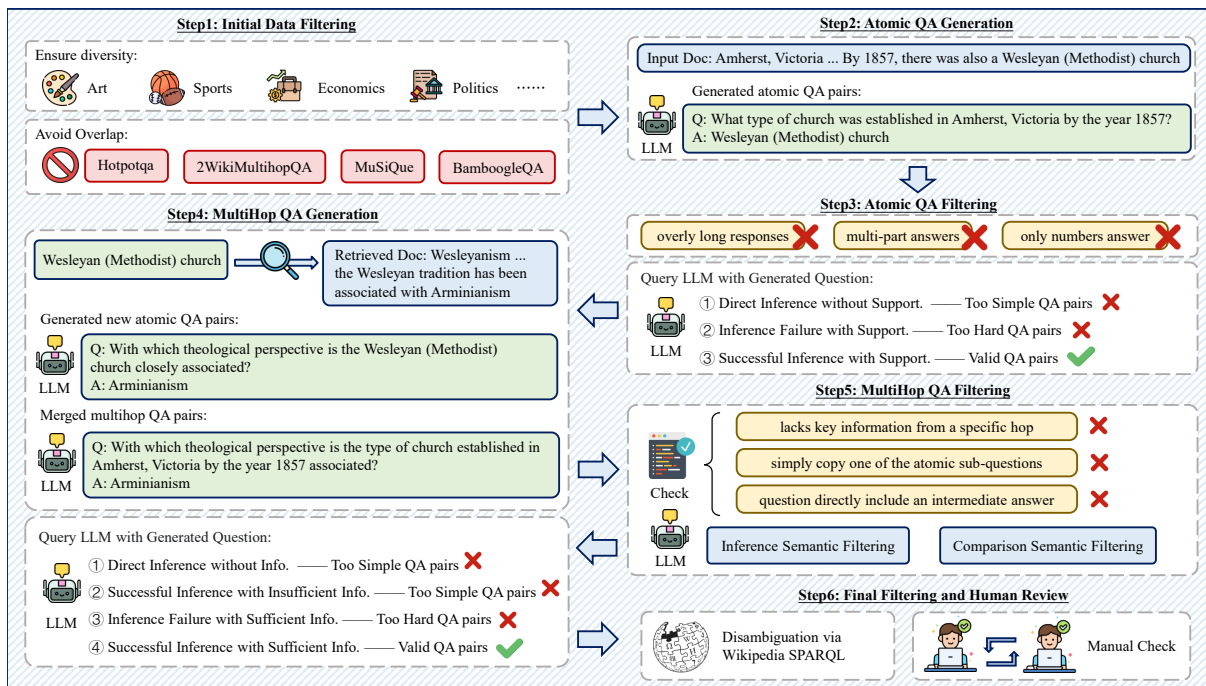 Step1: Initial Data Filtering
Ensure diversity:
Art
Sports
Economics
Politics
......
Avoid Overlap:
Hotpotqa
2WikiMultihopQA
MuSiQue
BamboogleQA
Step2: Atomic QA Generation
Input Doc: Amherst, Victoria ... By 1857, there was also a Wesleyan (Methodist) church
Generated atomic QA pairs:
LLM
Q: What type of church was established in Amherst, Victoria by the year 1857?
A: Wesleyan (Methodist) church
Step3: Atomic QA Filtering
overly long responses
multi-part answers
only numbers answer
Query LLM with Generated Question:
LLM
① Direct Inference without Support. —— Too Simple QA pairs
② Inference Failure with Support. —— Too Hard QA pairs
③ Successful Inference with Support. —— Valid QA pairs
Step4: MultiHop QA Generation
Wesleyan (Methodist) church
Retrieved Doc: Wesleyanism ...
the Wesleyan tradition has been
associated with Arminianism
Generated new atomic QA pairs:
LLM
Q: With which theological perspective is the Wesleyan (Methodist)
church closely associated?
A: Arminianism
Merged multihop QA pairs:
LLM
Q: With which theological perspective is the type of church established in
Amherst, Victoria by the year 1857 associated?
A: Arminianism
Step5: MultiHop QA Filtering
Check
lacks key information from a specific hop
simply copy one of the atomic sub-questions
question directly include an intermediate answer
LLM
Inference Semantic Filtering
Comparison Semantic Filtering
Query LLM with Generated Question:
LLM
① Direct Inference without Info. —— Too Simple QA pairs
② Successful Inference with Insufficient Info. —— Too Simple QA pairs
③ Inference Failure with Sufficient Info. —— Too Hard QA pairs
④ Successful Inference with Sufficient Info. —— Valid QA pairs
Step6: Final Filtering and Human Review
Disambiguation via
Wikipedia SPARQL
Manual Check